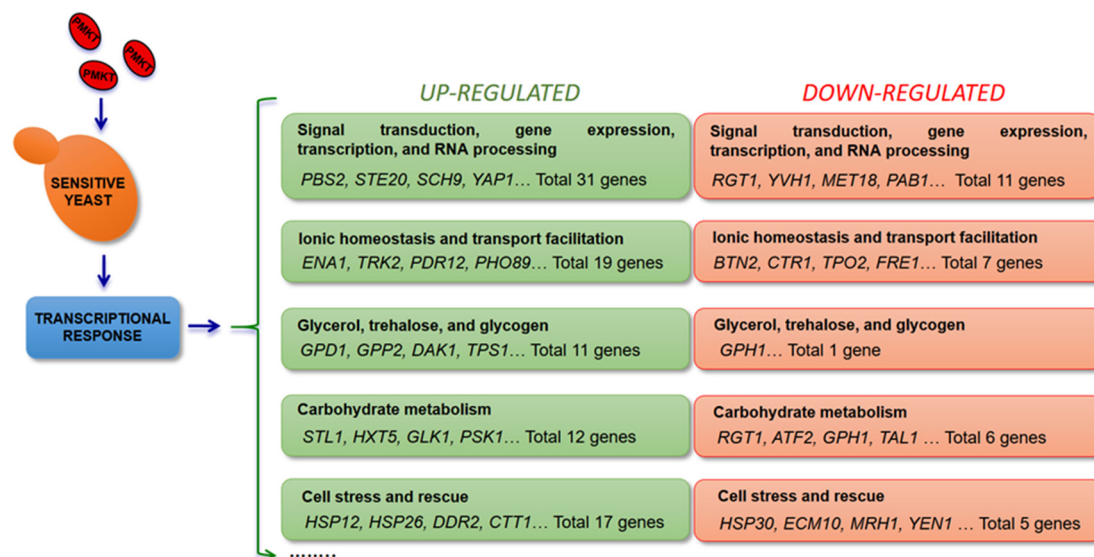 PMKT
PMKT
PMKT
SENSITIVE
YEAST
TRANSCRIPTIONAL
RESPONSE
UP-REGULATED
DOWN-REGULATED
Signal transduction, gene expression,
transcription, and RNA processing
PBS2, STE20, SCH9, YAP1… Total 31 genes
Signal transduction, gene expression,
transcription, and RNA processing
RGT1, YVH1, MET18, PAB1… Total 11 genes
Ionic homeostasis and transport facilitation
ENA1, TRK2, PDR12, PHO89… Total 19 genes
Ionic homeostasis and transport facilitation
BTN2, CTR1, TPO2, FRE1… Total 7 genes
Glycerol, trehalose, and glycogen
GPD1, GPP2, DAK1, TPS1… Total 11 genes
Glycerol, trehalose, and glycogen
GPH1… Total 1 gene
Carbohydrate metabolism
STL1, HXT5, GLK1, PSK1… Total 12 genes
Carbohydrate metabolism
RGT1, ATF2, GPH1, TAL1 … Total 6 genes
Cell stress and rescue
HSP12, HSP26, DDR2, CTT1… Total 17 genes
Cell stress and rescue
HSP30, ECM10, MRH1, YEN1 … Total 5 genes
........